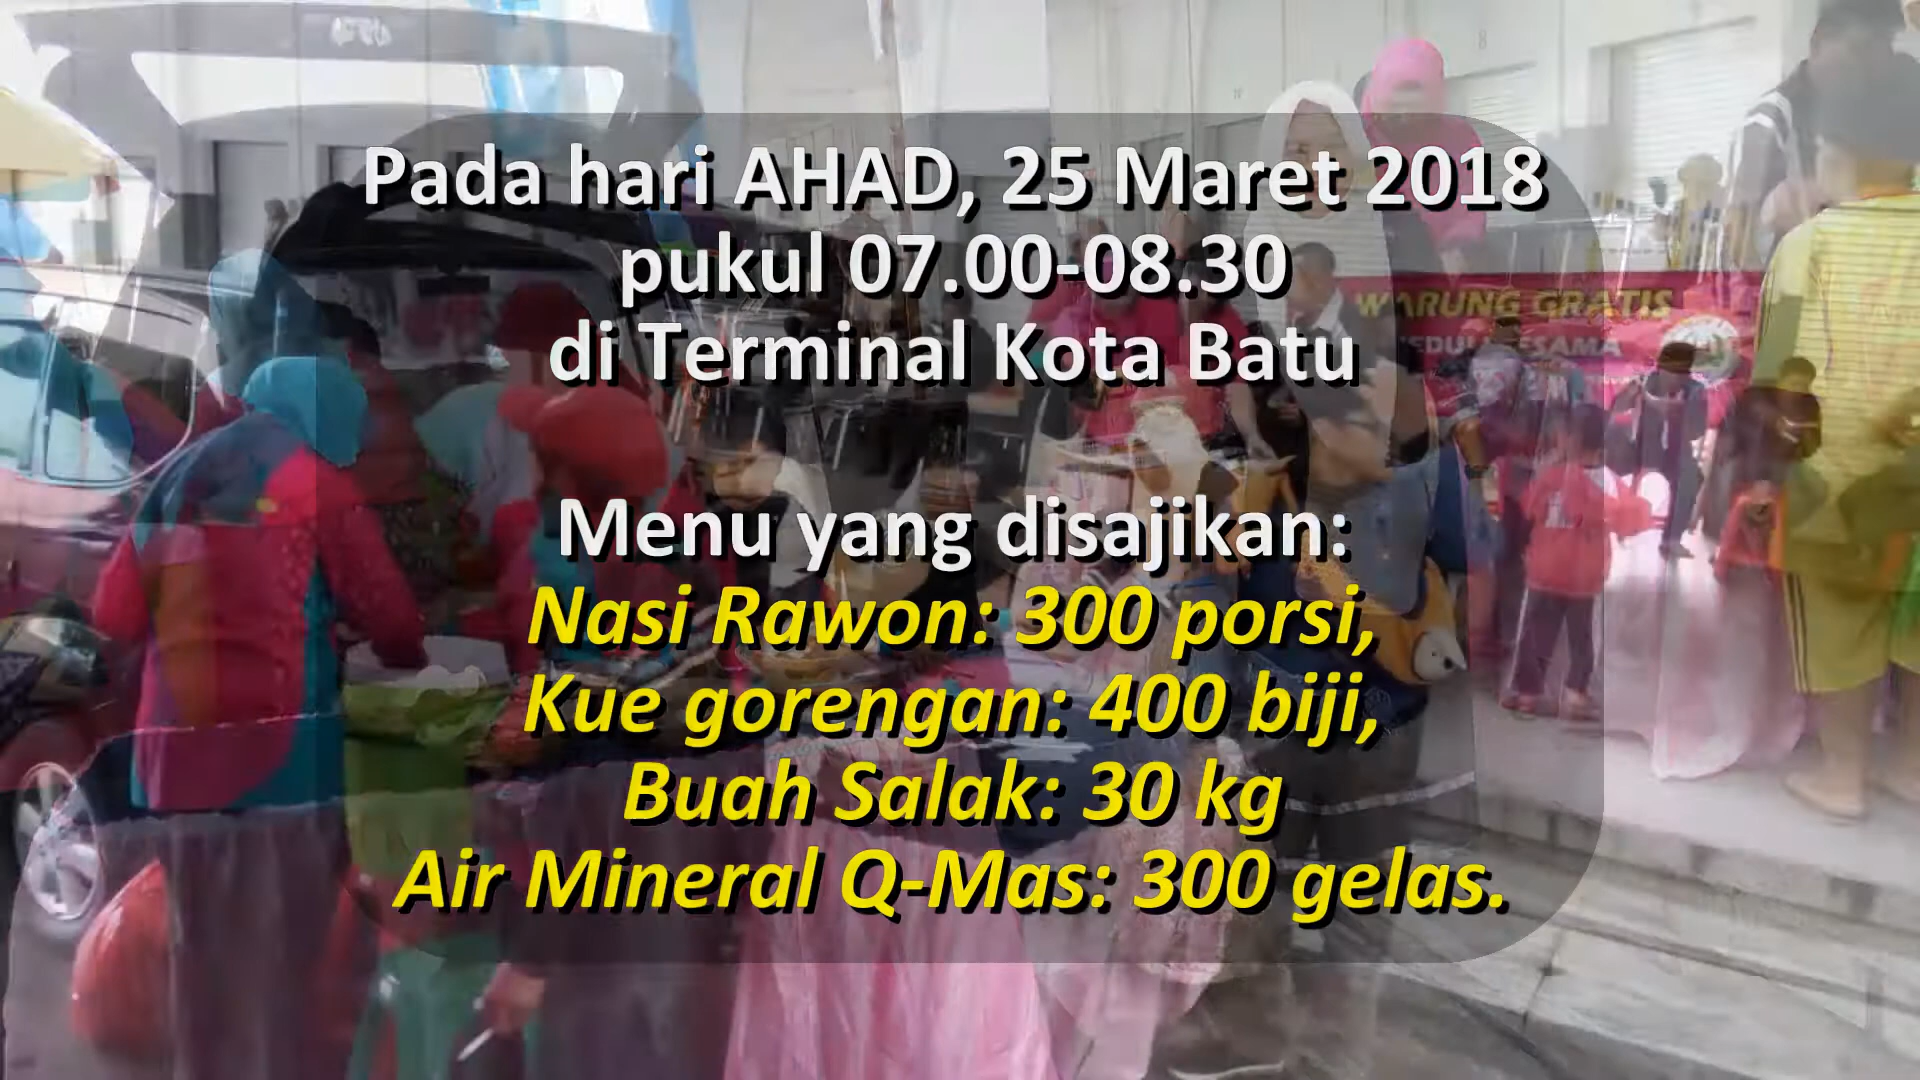 Pada hari AHAD, 25 Maret 2018
pukul 07.00-08.30
di Terminal Kota Batu
WARUNG GRATIS
Menu yang disajikan:
Nasi Rawon: 300 porsi,
Kue gorengan: 400 biji,
Buah Salak: 30 kg
Air Mineral Q-Mas: 300 gelas.